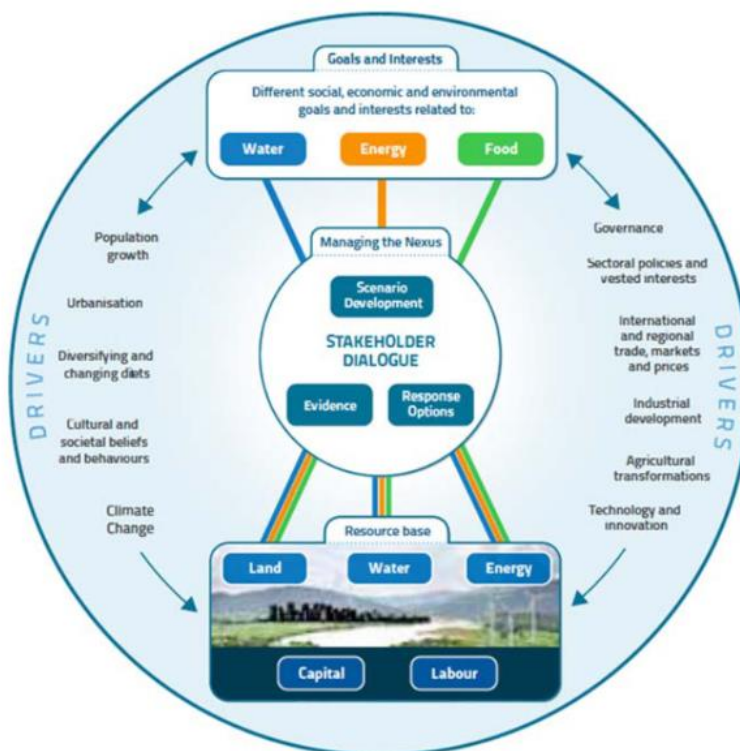 Goals and Interests
Different social, economic and environmental
goals and interests related to:
Water
Energy
Food
Managing the Nexus
Scenario
Development
STAKEHOLDER
DIALOGUE
Evidence
Response
Options
DRIVERS
Population
growth
Urbanisation
Diversifying and
changing diets
Cultural and
societal beliefs
and behaviours
Climate
Change
Governance
Sectoral policies and
vested interests
International
and regional
trade, markets
and prices
Industrial
development
Agricultural
transformations
Technology and
innovation
DRIVERS
Resource base
Land
Water
Energy
Capital
Labour